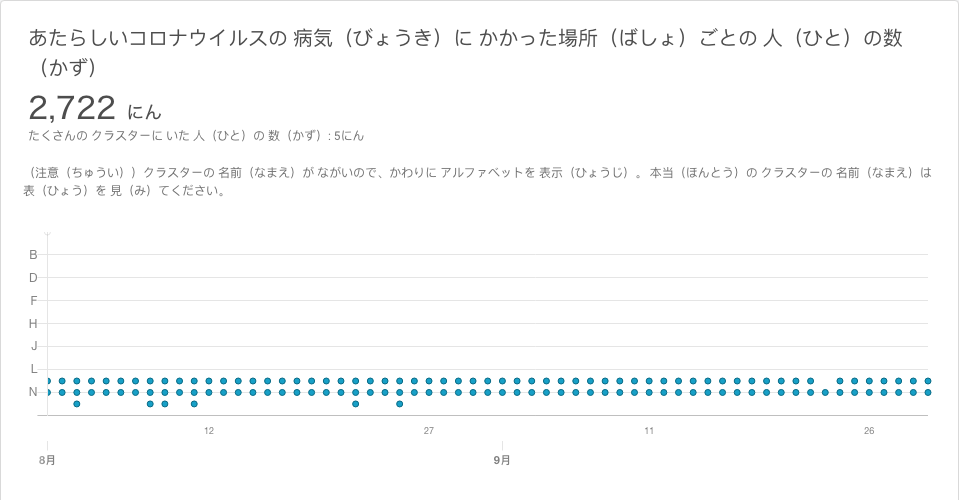 あたらしいコロナウイルスの 病気（びょうき）に かかった場所（ばしょ）ごとの 人（ひと）の数
（かず）
2,722 にん
たくさんの クラスターに いた 人（ひと）の 数（かず）: 5にん
（注意（ちゅうい））クラスターの 名前（なまえ）が ながいので、かわりに アルファベットを 表示（ひょうじ）。 本当（ほんとう）の クラスターの 名前（なまえ）は
表（ひょう）を 見（み）てください。
B
D
F
H
J
L
N
12 27 11 26
8月 9月